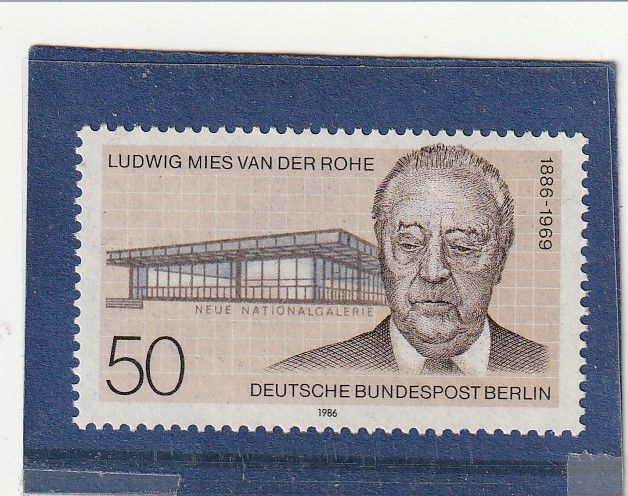 LUDWIG MIES VAN DER ROHE
1886-1969
NEUE NATIONALGALERIE
50
DEUTSCHE BUNDESPOST BERLIN
1986